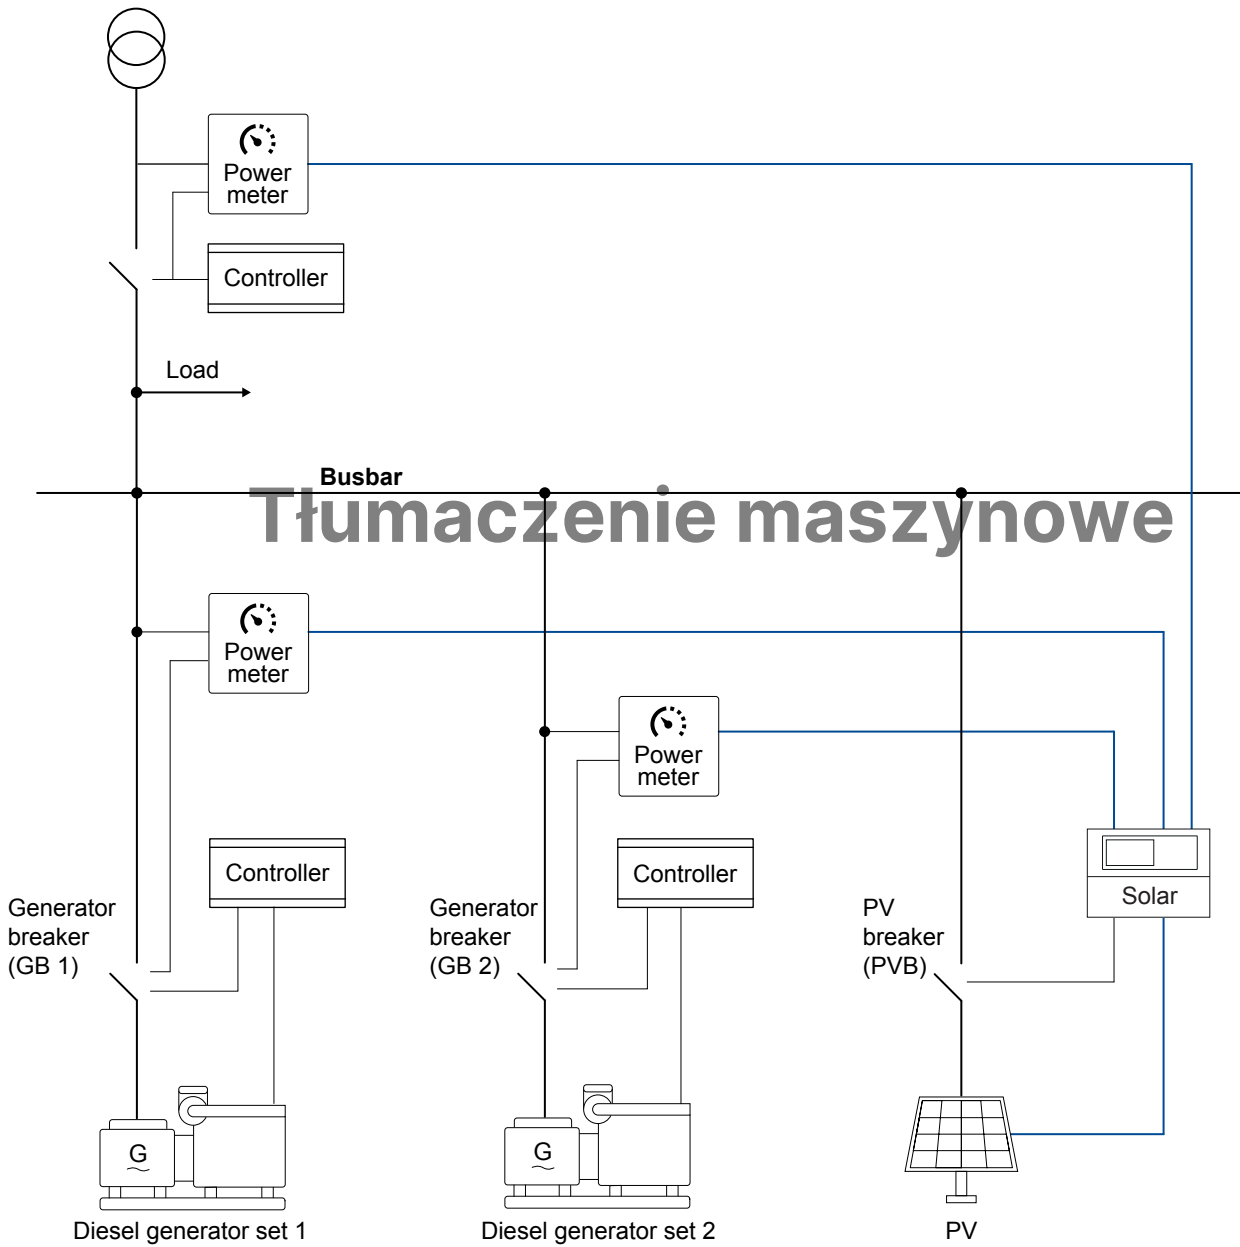 Power
meter
Controller
Load
Busbar
Tłumaczenie maszynowe
Power
meter
Power
meter
Controller
Controller
Solar
Generator
breaker
(GB 1)
Generator
breaker
(GB 2)
PV
breaker
(PVB)
G
G
Diesel generator set 1
Diesel generator set 2
PV